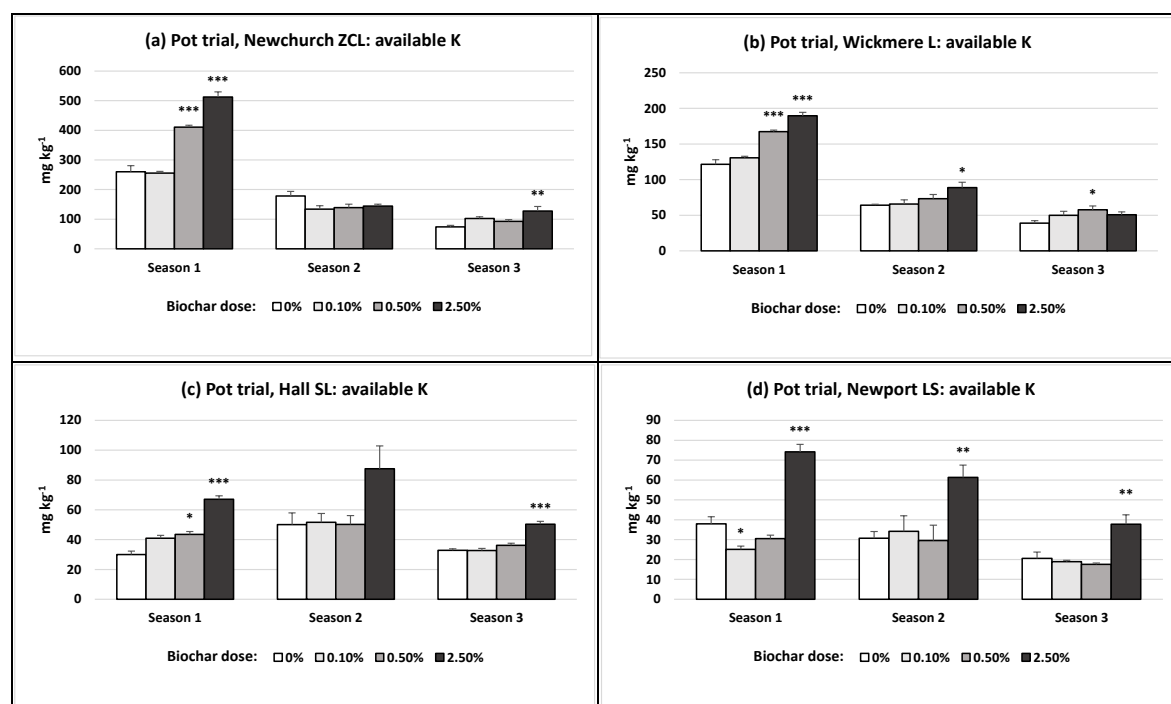 (a) Pot trial, Newchurch ZCL: available K
mg kg⁻¹
600
500
400
300
200
100
0
***
***
**
Season 1 Season 2 Season 3
Biochar dose: 0% 0.10% 0.50% 2.50%
(b) Pot trial, Wickmere L: available K
mg kg⁻¹
250
200
150
100
50
0
***
***
*
*
Season 1 Season 2 Season 3
Biochar dose: 0% 0.10% 0.50% 2.50%
(c) Pot trial, Hall SL: available K
mg kg⁻¹
120
100
80
60
40
20
0
*
***
***
Season 1 Season 2 Season 3
Biochar dose: 0% 0.10% 0.50% 2.50%
(d) Pot trial, Newport LS: available K
mg kg⁻¹
90
80
70
60
50
40
30
20
10
0
*
***
**
**
Season 1 Season 2 Season 3
Biochar dose: 0% 0.10% 0.50% 2.50%